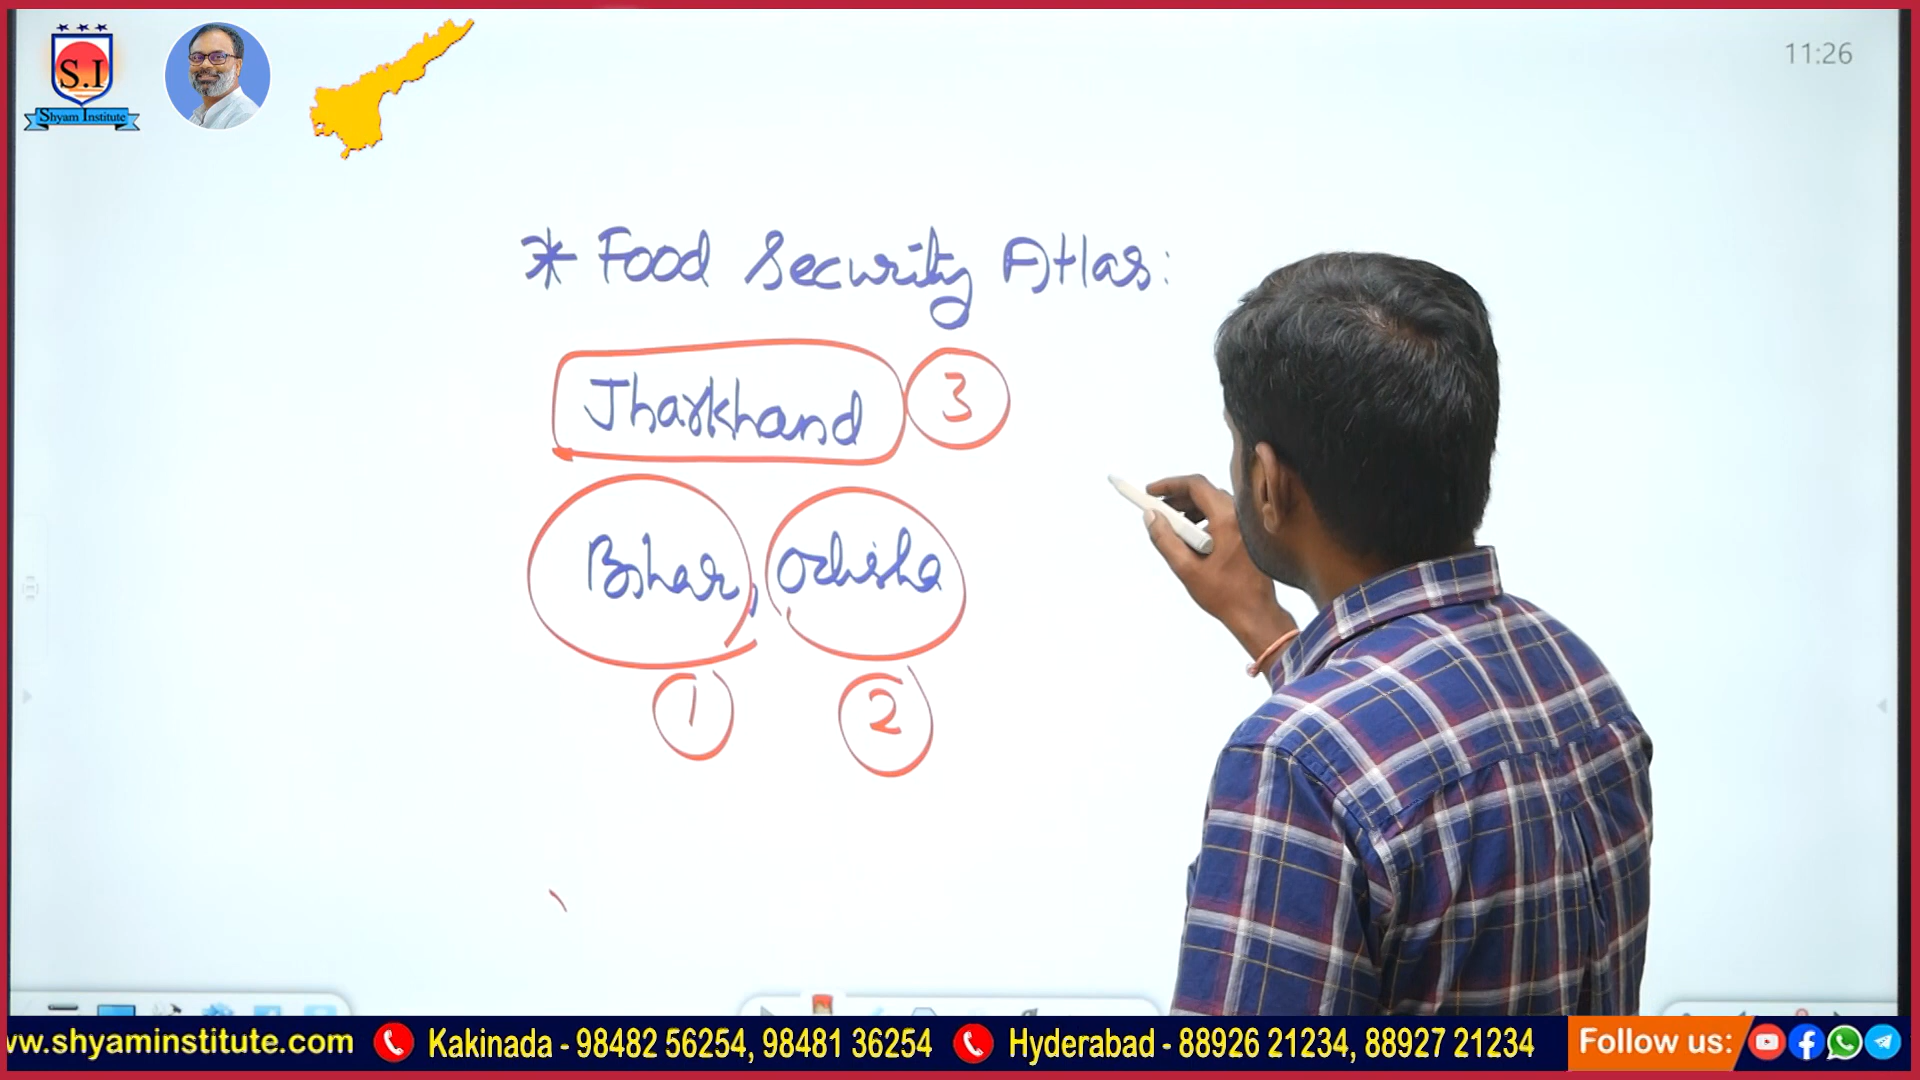 S.I
Shyam Institute
11:26
* Food Security Atlas:
Jharkhand 3
Bihar, Odisha
1 2
ww.shyaminstitute.com Kakinada - 98482 56254, 98481 36254 Hyderabad - 88926 21234, 88927 21234 Follow us: